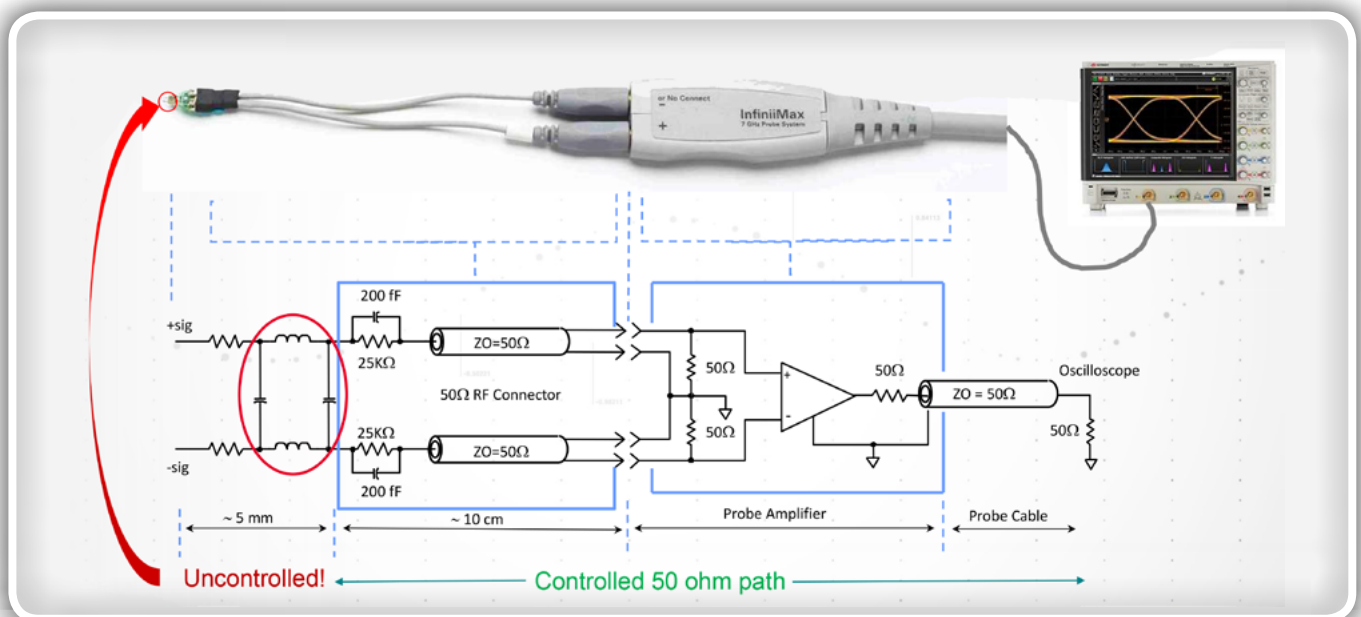 er No Connect
-
+
InfiniiMax
7 GHz Probe System
+sig
200 fF
25KΩ
ZO=50Ω
50Ω RF Connector
25KΩ
200 fF
ZO=50Ω
-sig
50Ω
50Ω
+
-
50Ω
ZO = 50Ω
Oscilloscope
50Ω
~ 5 mm
~ 10 cm
Probe Amplifier
Probe Cable
Uncontrolled!
Controlled 50 ohm path